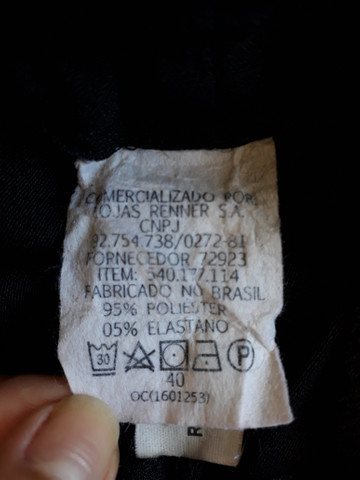 COMERCIALIZADO POR:
LOJAS RENNER S.A.
CNPJ
92.754.738/0272-81
FORNECEDOR 72923
ITEM: 540.177.114
FABRICADO NO BRASIL
95% POLIESTER
05% ELASTANO
30 P
40
OC(1601253)
R